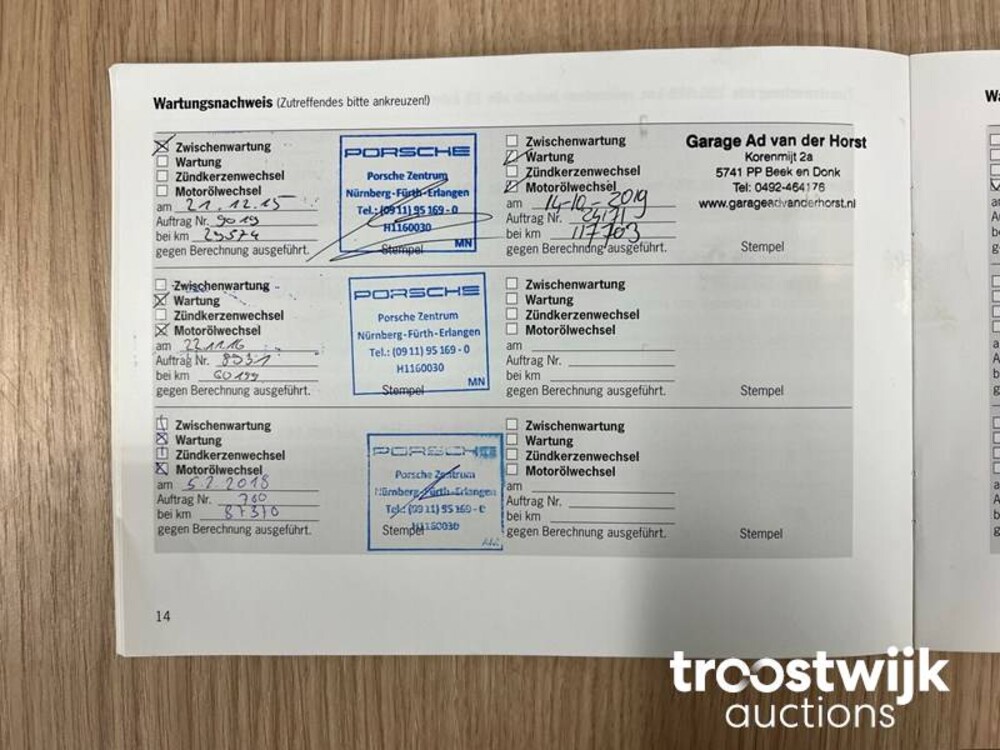 Wartungsnachweis (Zutreffendes bitte ankreuzen!)
Zwischenwartung
Wartung
Zündkerzenwechsel
Motorölwechsel
am 21.12.15
Auftrag Nr. 9019
bei km 29574
gegen Berechnung ausgeführt.
PORSCHE
Porsche Zentrum
Nürnberg-Fürth-Erlangen
Tel.: (09 11) 95 169 - 0
H1160030
MN
Stempel
Zwischenwartung
Wartung
Zündkerzenwechsel
Motorölwechsel
am 14-10-2019
Auftrag Nr. 24171
bei km 117703
gegen Berechnung ausgeführt.
Garage Ad van der Horst
Korenmijt 2a
5741 PP Beek en Donk
Tel: 0492-464176
www.garageadvanderhorst.nl
Stempel
Zwischenwartung
Wartung
Zündkerzenwechsel
Motorölwechsel
am 22.11.16
Auftrag Nr. 8931
bei km 60199
gegen Berechnung ausgeführt.
PORSCHE
Porsche Zentrum
Nürnberg-Fürth-Erlangen
Tel.: (09 11) 95 169 - 0
H1160030
MN
Stempel
Zwischenwartung
Wartung
Zündkerzenwechsel
Motorölwechsel
am
Auftrag Nr.
bei km
gegen Berechnung ausgeführt.
Stempel
Zwischenwartung
Wartung
Zündkerzenwechsel
Motorölwechsel
am 5.2.2018
Auftrag Nr. 760
bei km 87370
gegen Berechnung ausgeführt.
PORSCHE
Porsche Zentrum
Nürnberg-Fürth-Erlangen
Tel.: (09 11) 95 169 - 0
H1160030
Stempel
Zwischenwartung
Wartung
Zündkerzenwechsel
Motorölwechsel
am
Auftrag Nr.
bei km
gegen Berechnung ausgeführt.
Stempel
14
troostwijk
auctions